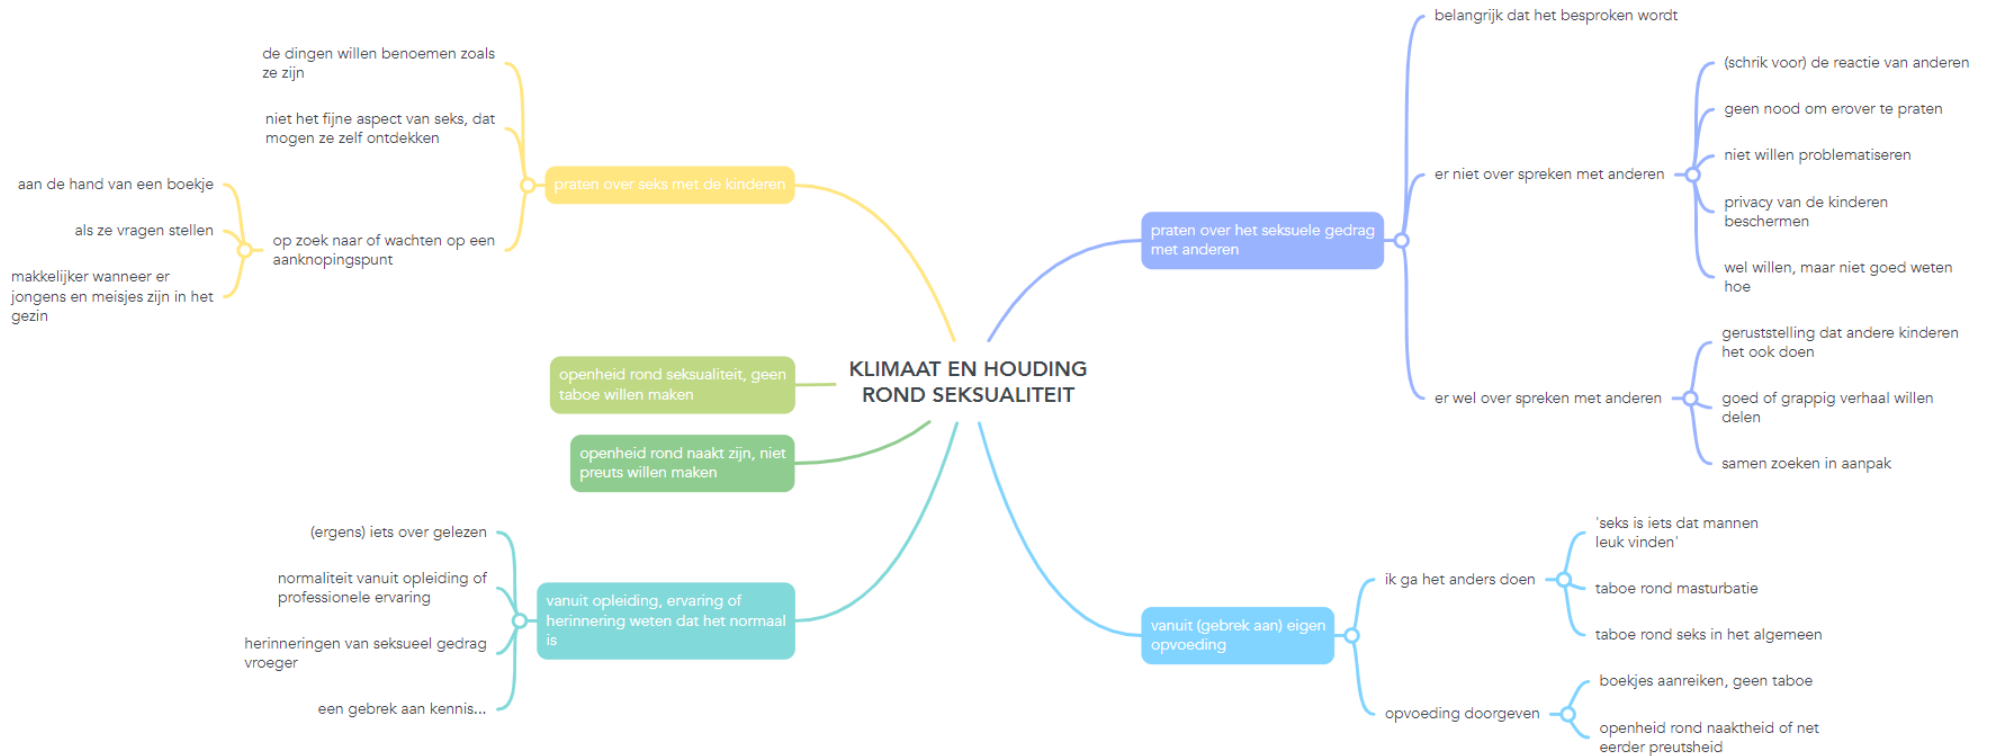 KLIMAAT EN HOUDING
ROND SEKSUALITEIT
praten over seks met de kinderen
de dingen willen benoemen zoals
ze zijn
niet het fijne aspect van seks, dat
mogen ze zelf ontdekken
op zoek naar of wachten op een
aanknopingspunt
aan de hand van een boekje
als ze vragen stellen
makkelijker wanneer er
jongens en meisjes zijn in het
gezin
openheid rond seksualiteit, geen
taboe willen maken
openheid rond naakt zijn, niet
preuts willen maken
vanuit opleiding, ervaring of
herinnering weten dat het normaal
is
(ergens) iets over gelezen
normaliteit vanuit opleiding of
professionele ervaring
herinneringen van seksueel gedrag
vroeger
een gebrek aan kennis...
praten over het seksuele gedrag
met anderen
belangrijk dat het besproken wordt
er niet over spreken met anderen
(schrik voor) de reactie van anderen
geen nood om erover te praten
niet willen problematiseren
privacy van de kinderen
beschermen
wel willen, maar niet goed weten
hoe
er wel over spreken met anderen
geruststelling dat andere kinderen
het ook doen
goed of grappig verhaal willen
delen
samen zoeken in aanpak
vanuit (gebrek aan) eigen
opvoeding
ik ga het anders doen
'seks is iets dat mannen
leuk vinden'
taboe rond masturbatie
taboe rond seks in het algemeen
opvoeding doorgeven
boekjes aanreiken, geen taboe
openheid rond naaktheid of net
eerder preutsheid